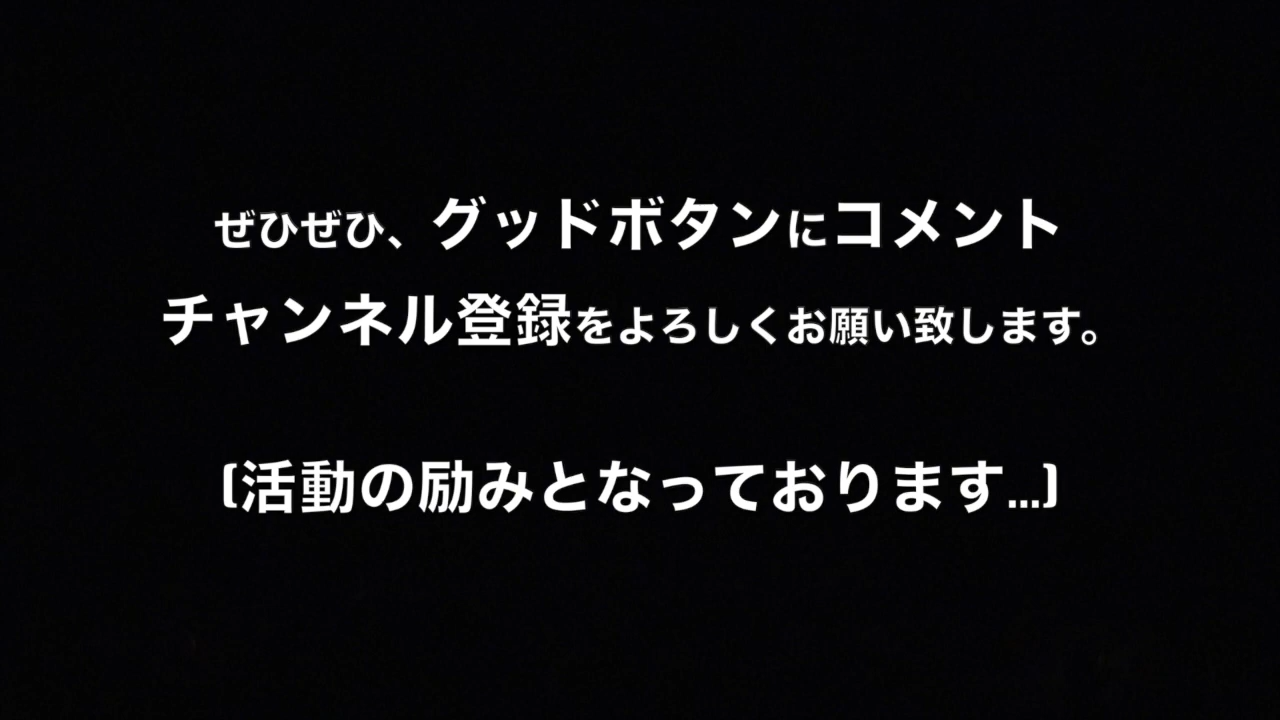 ぜひぜひ、グッドボタンにコメント
チャンネル登録をよろしくお願い致します。
(活動の励みとなっております...)